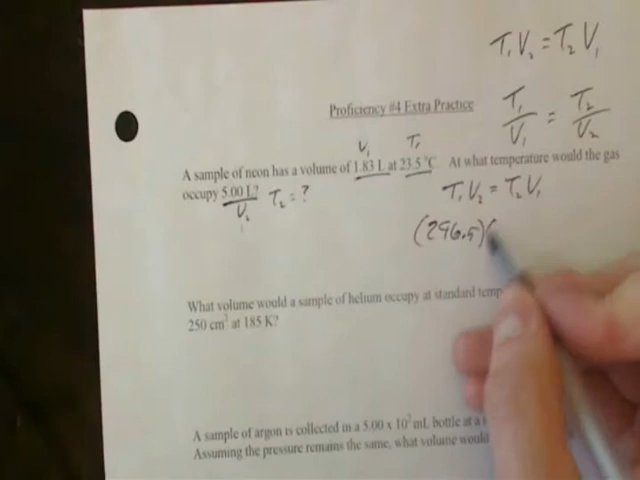 T₁V₂ = T₂V₁
T₁/V₁ = T₂/V₂
Proficiency #4 Extra Practice
V₁ T₁
A sample of neon has a volume of 1.83 L at 23.5 °C. At what temperature would the gas
occupy 5.00 L? T₂ = ? T₁V₂ = T₂V₁
V₂
(296.5)(
What volume would a sample of helium occupy at standard temp
250 cm³ at 185 K?
A sample of argon is collected in a 5.00 x 10² mL bottle at a
Assuming the pressure remains the same, what volume would